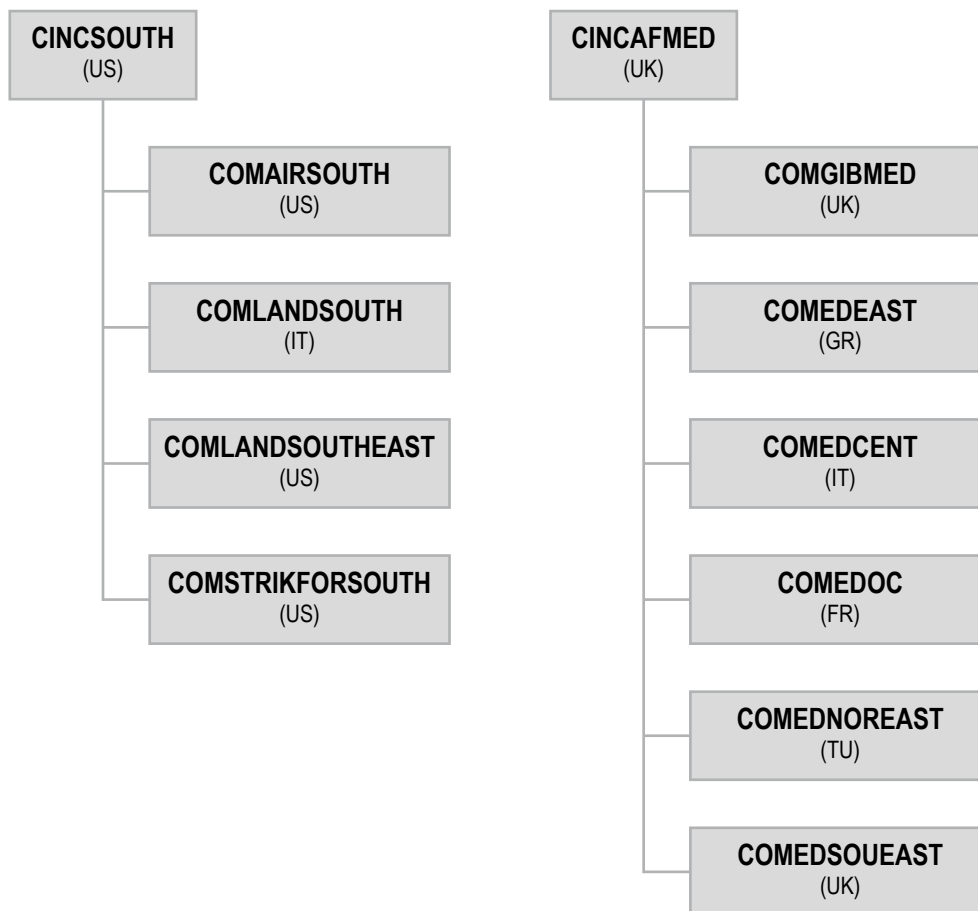 CINCSOUTH
(US)
COMAIRSOUTH
(US)
COMLANDSOUTH
(IT)
COMLANDSOUTHEAST
(US)
COMSTRIKFORSOUTH
(US)
CINCAFMED
(UK)
COMGIBMED
(UK)
COMEDEAST
(GR)
COMEDCENT
(IT)
COMEDOC
(FR)
COMEDNOREAST
(TU)
COMEDSOUEAST
(UK)